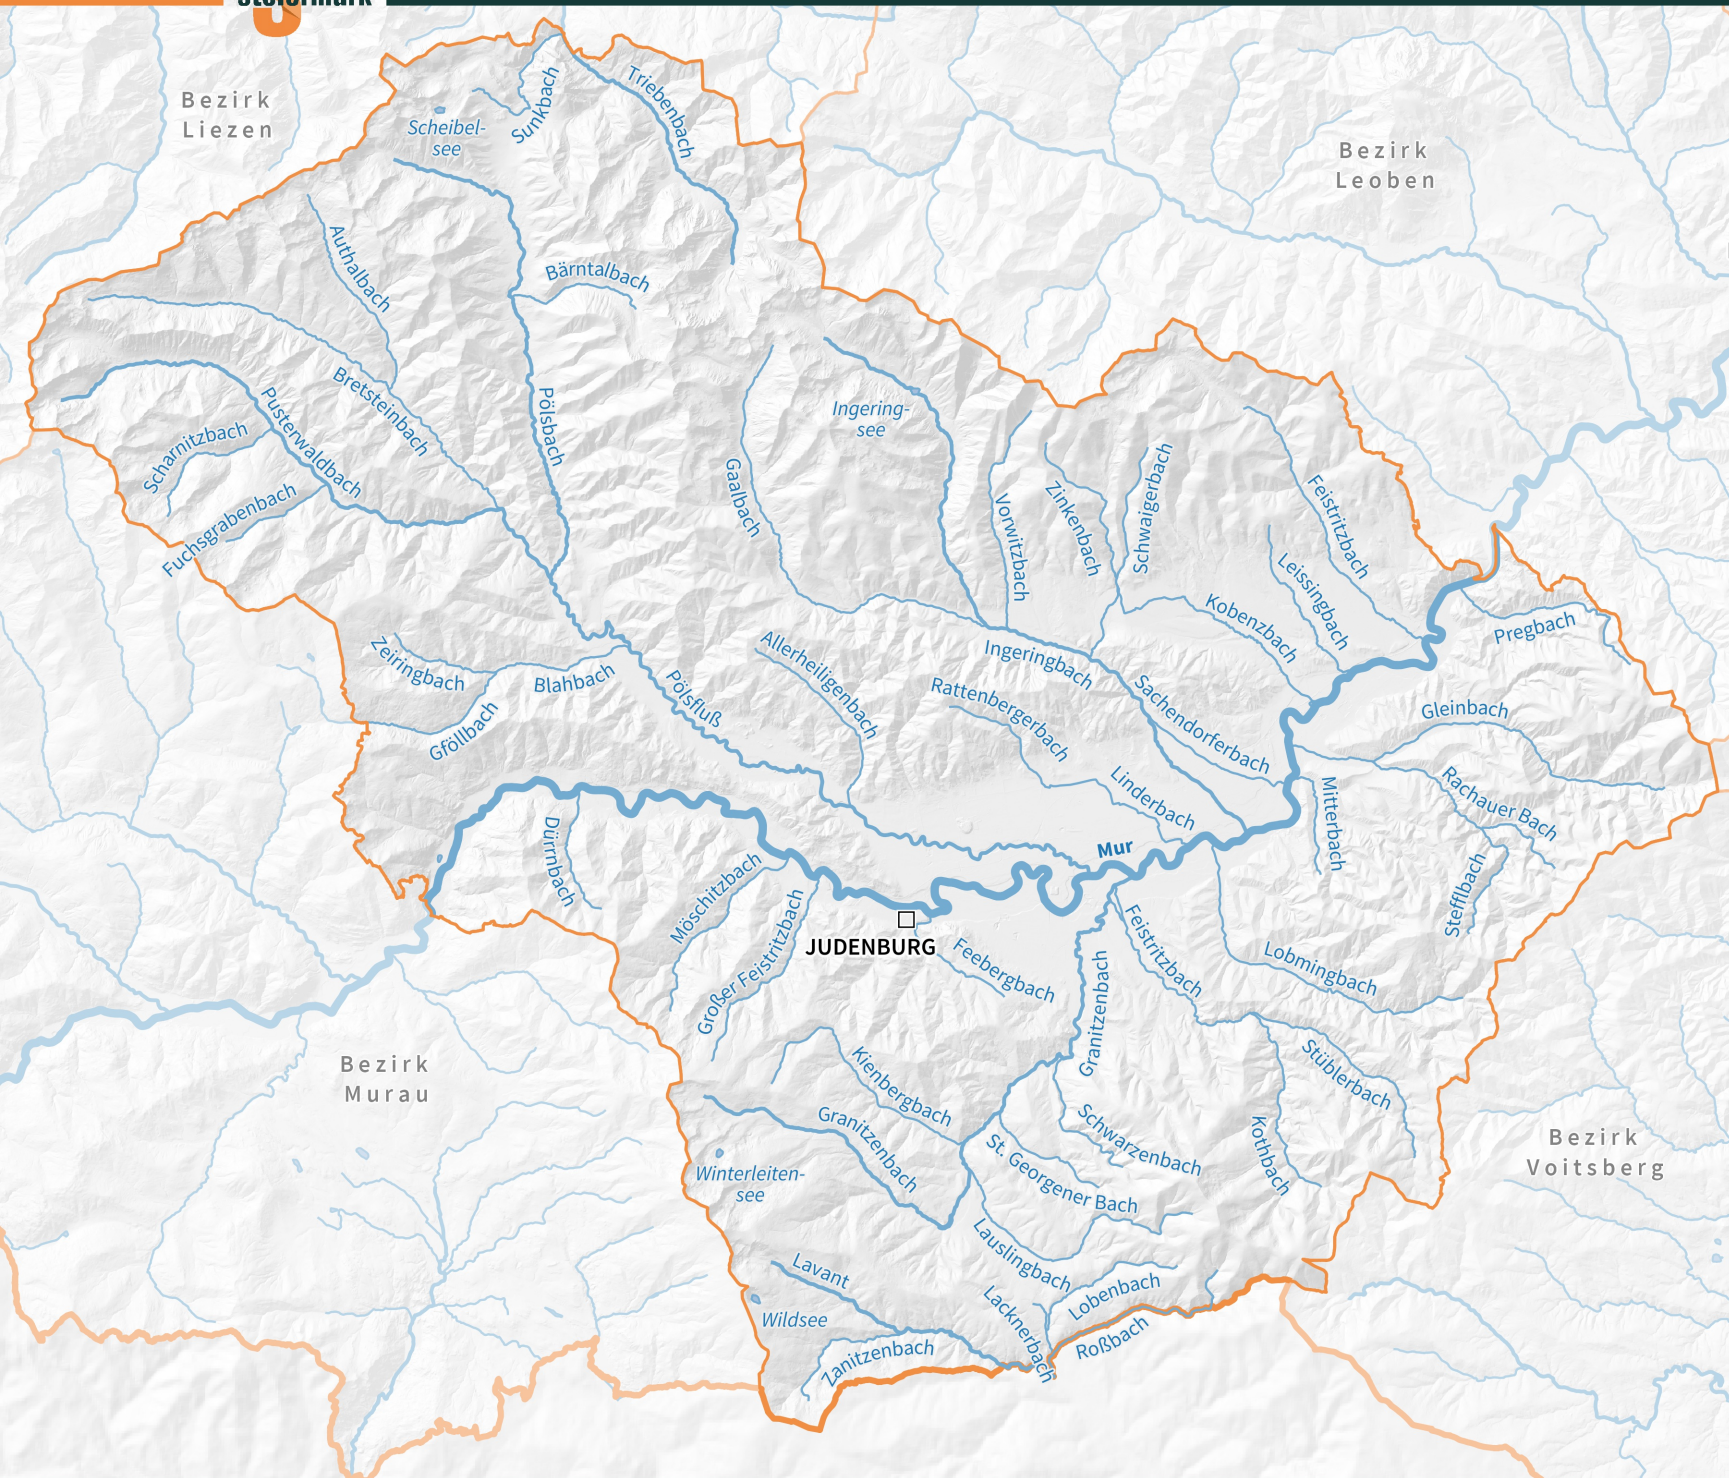 Steiermark
Bezirk
Liezen
Scheibel-
see
Sunkbach
Triebenbach
Bezirk
Leoben
Authalbach
Bärntalbach
Bretsteinbach
Pusterwaldbach
Scharnitzbach
Fuchsgrabenbach
Pölsbach
Ingering-
see
Gaalbach
Vorwitzbach
Zinkenbach
Schwaigerbach
Feistritzbach
Leissingbach
Kobenzbach
Pregbach
Zeiringbach
Blahbach
Gföllbach
Pölsfluß
Allerheiligenbach
Ingeringbach
Rattenbergerbach
Sachendorferbach
Linderbach
Gleinbach
Rachauer Bach
Mitterbach
Stefflbach
Mur
Dürrnbach
Möschitzbach
Großer Feistritzbach
JUDENBURG
Feebergbach
Granitzenbach
Feistritzbach
Lobmingbach
Stüblerbach
Kothbach
Bezirk
Murau
Kienbergbach
Granitzenbach
Schwarzenbach
St. Georgener Bach
Winterleiten-
see
Bezirk
Voitsberg
Lauslingbach
Lavant
Wildsee
Zanitzenbach
Lacknerbach
Lobenbach
Roßbach